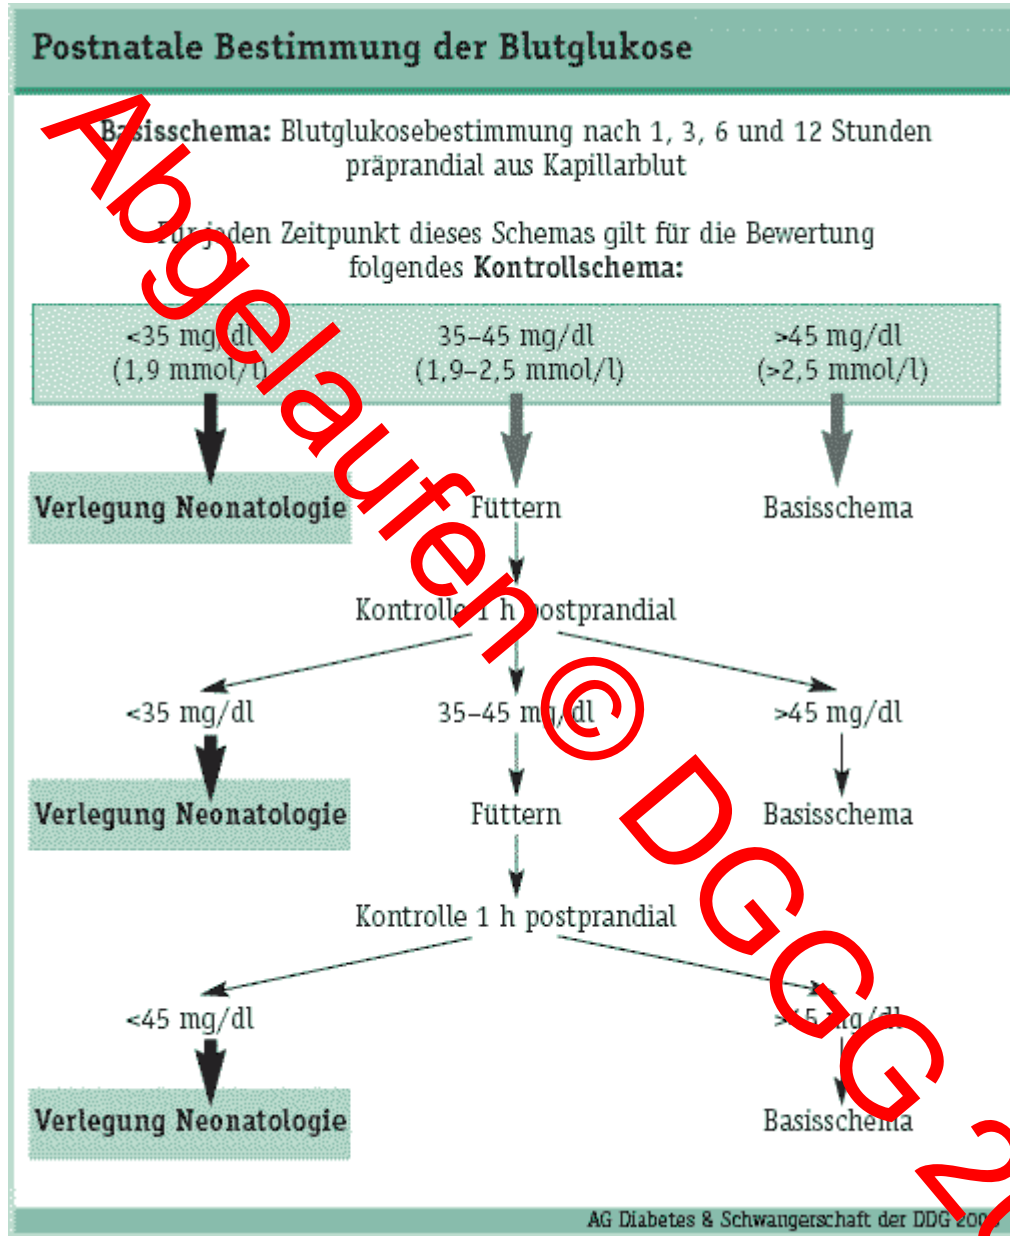 Postnatale Bestimmung der Blutglukose
Basisschema: Blutglukosebestimmung nach 1, 3, 6 und 12 Stunden
präprandial aus Kapillarblut
Für jeden Zeitpunkt dieses Schemas gilt für die Bewertung
folgendes Kontrollschema:
<35 mg/dl 35–45 mg/dl >45 mg/dl
(1,9 mmol/l) (1,9–2,5 mmol/l) (>2,5 mmol/l)
Verlegung Neonatologie Füttern Basisschema
Kontrolle 1 h postprandial
<35 mg/dl 35–45 mg/dl >45 mg/dl
Verlegung Neonatologie Füttern Basisschema
Kontrolle 1 h postprandial
<45 mg/dl >45 mg/dl
Verlegung Neonatologie Basisschema
AG Diabetes & Schwangerschaft der DDG
Abgelaufen © DGGG